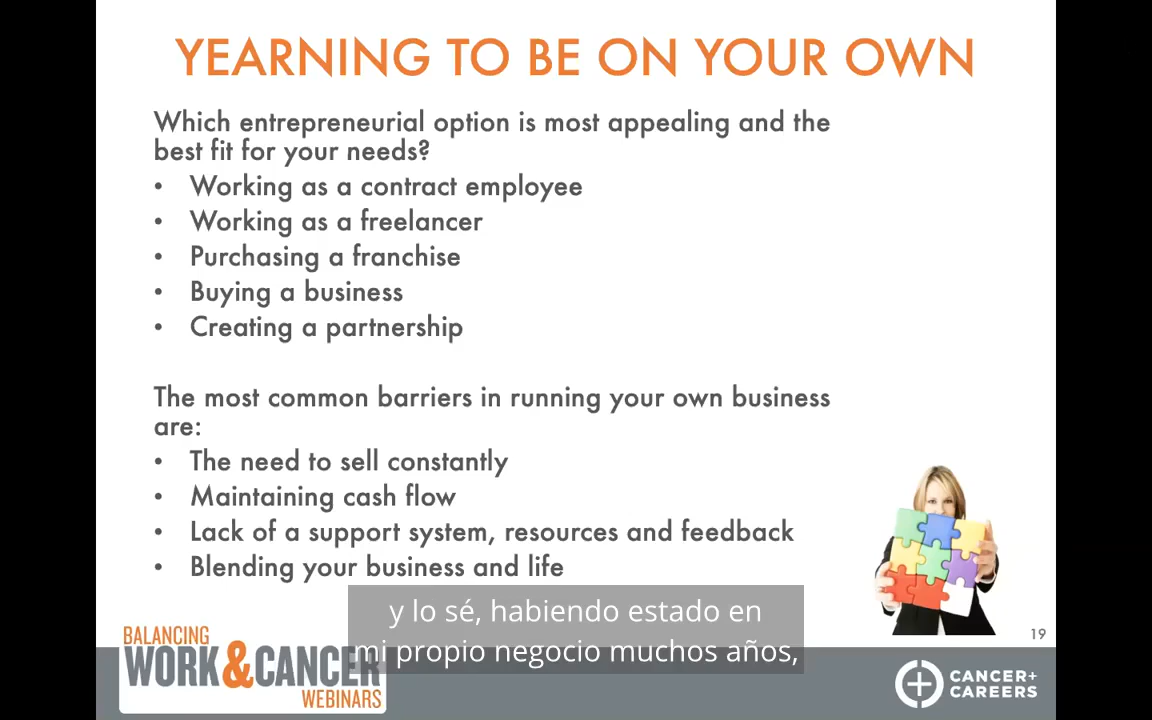 YEARNING TO BE ON YOUR OWN
Which entrepreneurial option is most appealing and the
best fit for your needs?
• Working as a contract employee
• Working as a freelancer
• Purchasing a franchise
• Buying a business
• Creating a partnership
The most common barriers in running your own business
are:
• The need to sell constantly
• Maintaining cash flow
• Lack of a support system, resources and feedback
• Blending your business and life
y lo sé, habiendo estado en
mi propio negocio muchos años,
19
BALANCING
WORK&CANCER
WEBINARS
CANCER+
CAREERS